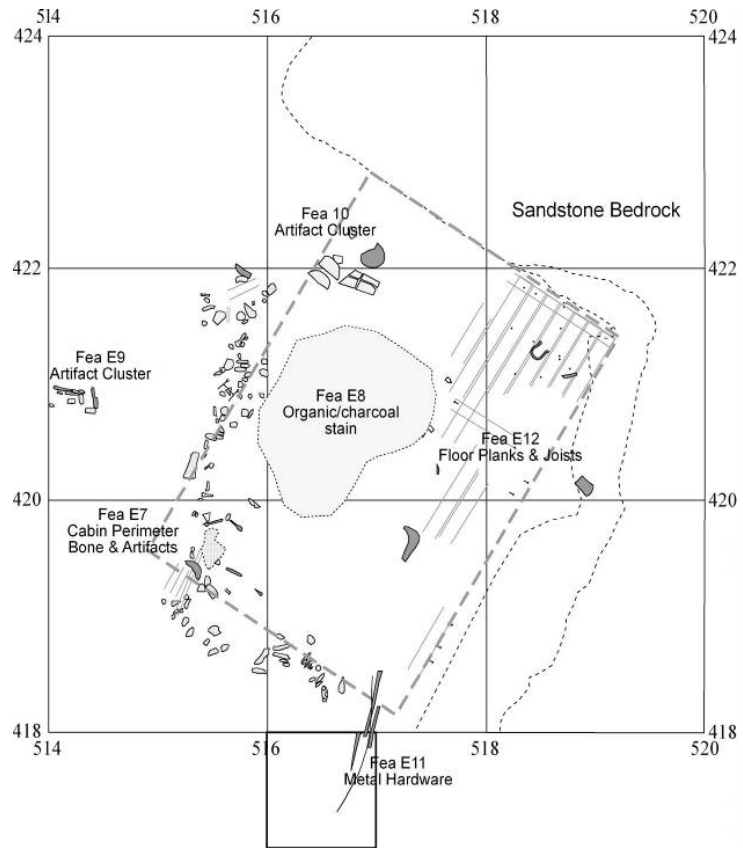 514
516
518
520
424
424
Fea 10
Artifact Cluster
Sandstone Bedrock
422
422
Fea E9
Artifact Cluster
Fea E8
Organic/charcoal
stain
Fea E12
Floor Planks & Joists
420
420
Fea E7
Cabin Perimeter
Bone & Artifacts
418
418
514
516
518
520
Fea E11
Metal Hardware